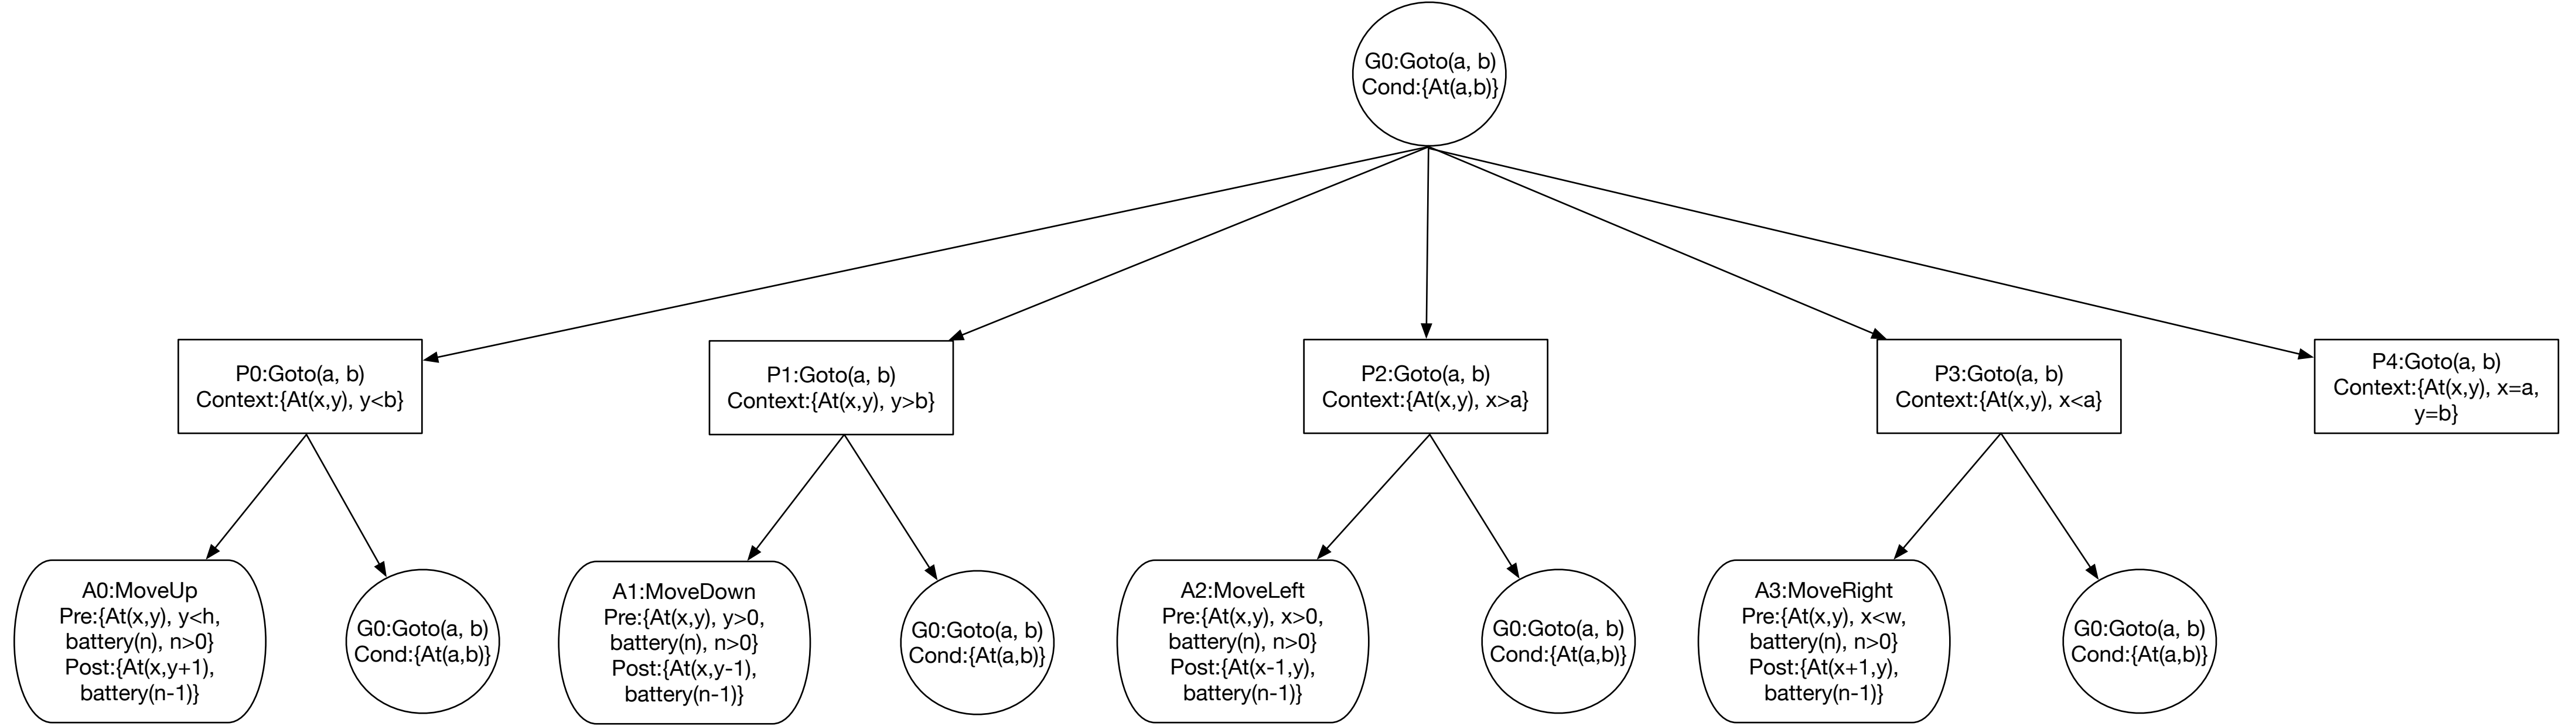 G0:Goto(a, b)
Cond:{At(a,b)}
P0:Goto(a, b)
Context:{At(x,y), y<b}
P1:Goto(a, b)
Context:{At(x,y), y>b}
P2:Goto(a, b)
Context:{At(x,y), x>a}
P3:Goto(a, b)
Context:{At(x,y), x<a}
P4:Goto(a, b)
Context:{At(x,y), x=a,
y=b}
A0:MoveUp
Pre:{At(x,y), y<h,
battery(n), n>0}
Post:{At(x,y+1),
battery(n-1)}
G0:Goto(a, b)
Cond:{At(a,b)}
A1:MoveDown
Pre:{At(x,y), y>0,
battery(n), n>0}
Post:{At(x,y-1),
battery(n-1)}
G0:Goto(a, b)
Cond:{At(a,b)}
A2:MoveLeft
Pre:{At(x,y), x>0,
battery(n), n>0}
Post:{At(x-1,y),
battery(n-1)}
G0:Goto(a, b)
Cond:{At(a,b)}
A3:MoveRight
Pre:{At(x,y), x<w,
battery(n), n>0}
Post:{At(x+1,y),
battery(n-1)}
G0:Goto(a, b)
Cond:{At(a,b)}